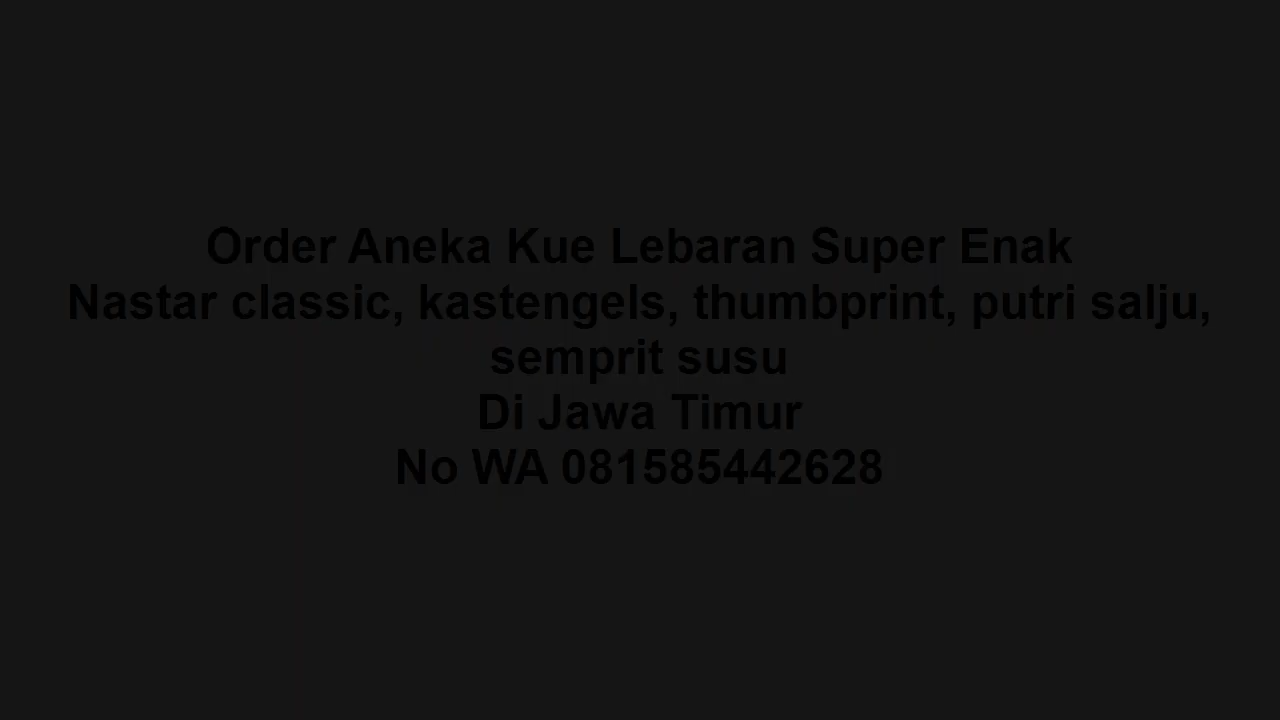 Order Aneka Kue Lebaran Super Enak
Nastar classic, kastengels, thumbprint, putri salju,
semprit susu
Di Jawa Timur
No WA 081585442628